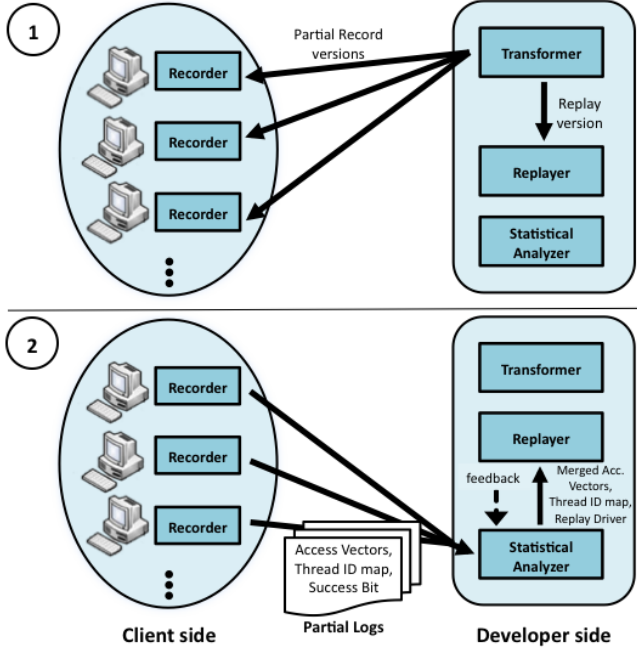 1
Partial Record
versions
Transformer
Recorder
Replay
version
Recorder
Replayer
Recorder
Statistical
Analyzer
2
Transformer
Recorder
Replayer
Recorder
feedback
Merged Acc.
Vectors,
Thread ID map,
Replay Driver
Recorder
Access Vectors,
Thread ID map,
Success Bit
Statistical
Analyzer
Partial Logs
Client side
Developer side